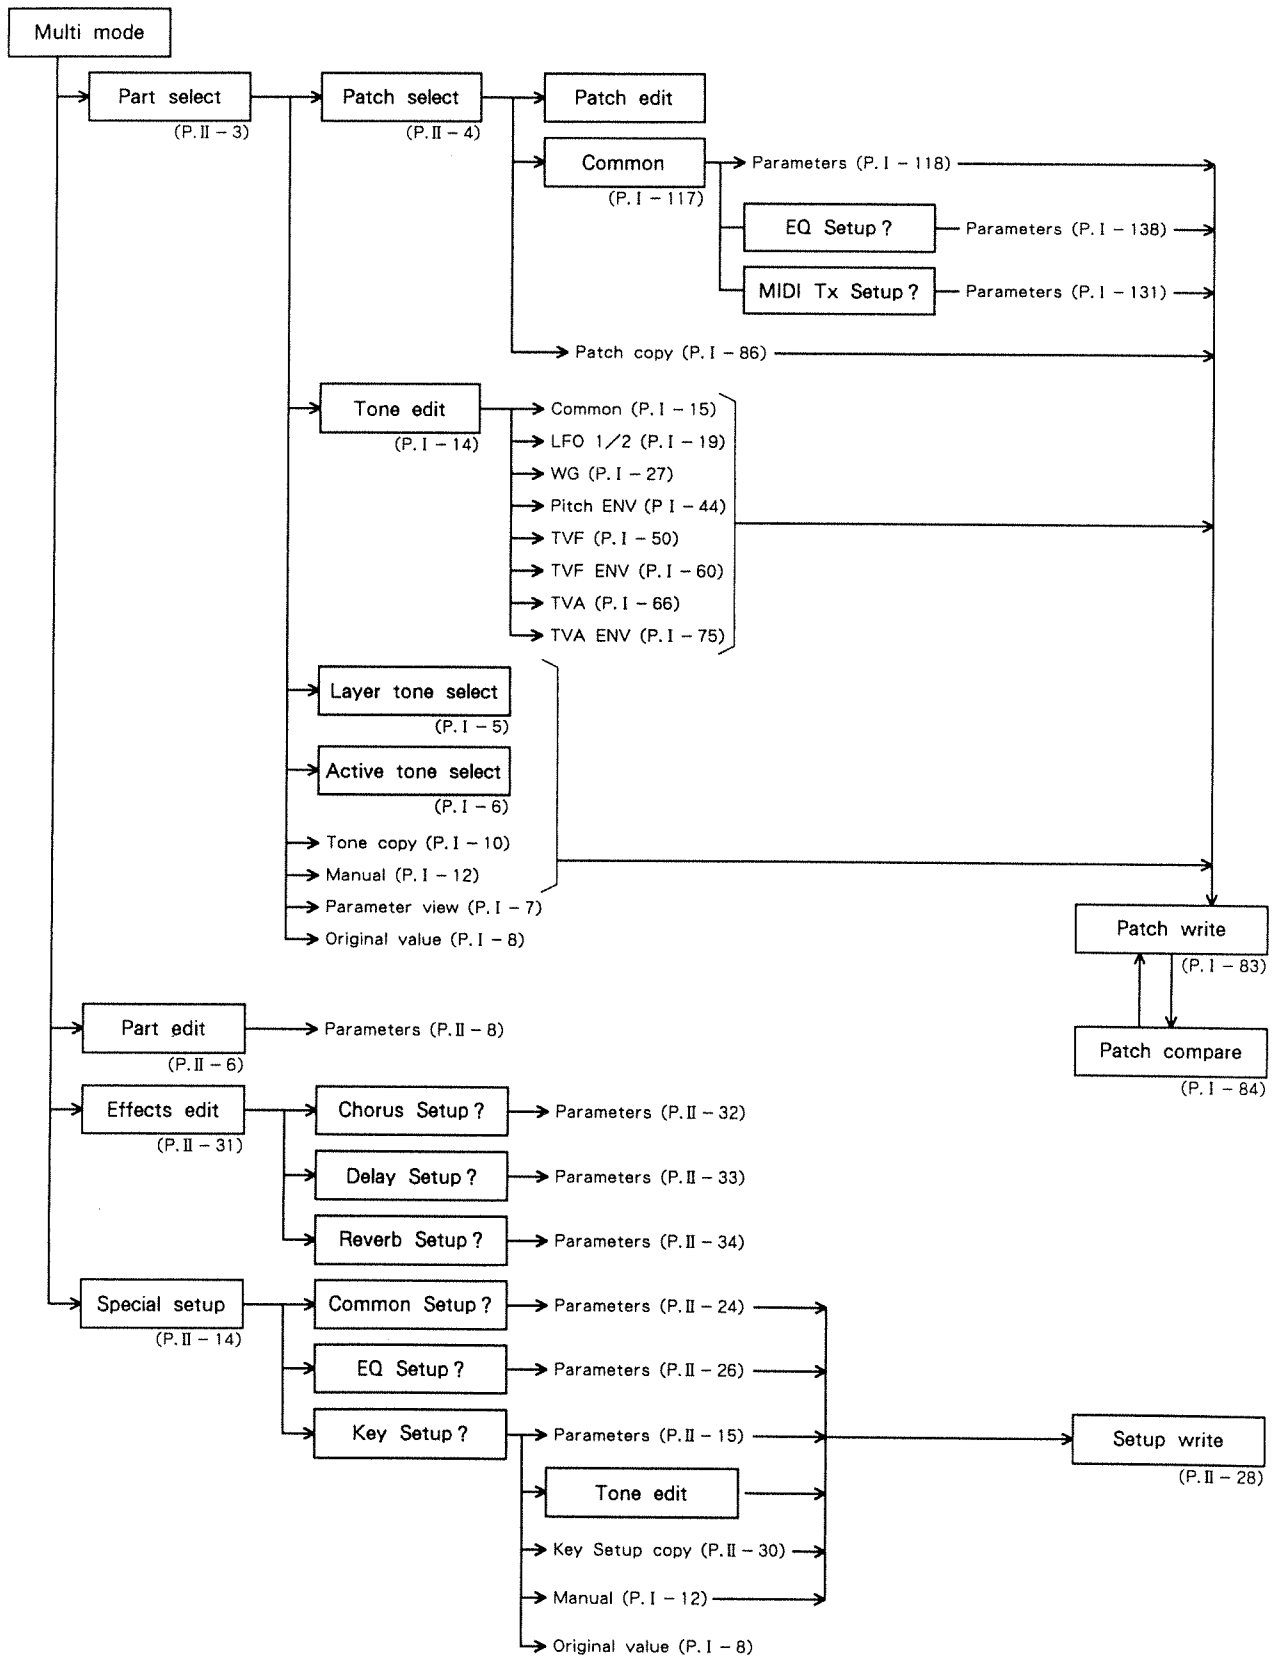 Multi mode
Part select
(P. II - 3)
Patch select
(P. II - 4)
Patch edit
Common
(P. I - 117)
Parameters (P. I - 118)
EQ Setup ?
Parameters (P. I - 138)
MIDI Tx Setup ?
Parameters (P. I - 131)
Patch copy (P. I - 86)
Tone edit
(P. I - 14)
Common (P. I - 15)
LFO 1/2 (P. I - 19)
WG (P. I - 27)
Pitch ENV (P I - 44)
TVF (P. I - 50)
TVF ENV (P. I - 60)
TVA (P. I - 66)
TVA ENV (P. I - 75)
Layer tone select
(P. I - 5)
Active tone select
(P. I - 6)
Tone copy (P. I - 10)
Manual (P. I - 12)
Parameter view (P. I - 7)
Original value (P. I - 8)
Patch write
(P. I - 83)
Patch compare
(P. I - 84)
Part edit
(P. II - 6)
Parameters (P. II - 8)
Effects edit
(P. II - 31)
Chorus Setup ?
Parameters (P. II - 32)
Delay Setup ?
Parameters (P. II - 33)
Reverb Setup ?
Parameters (P. II - 34)
Special setup
(P. II - 14)
Common Setup ?
Parameters (P. II - 24)
EQ Setup ?
Parameters (P. II - 26)
Key Setup ?
Parameters (P. II - 15)
Tone edit
Key Setup copy (P. II - 30)
Manual (P. I - 12)
Original value (P. I - 8)
Setup write
(P. II - 28)